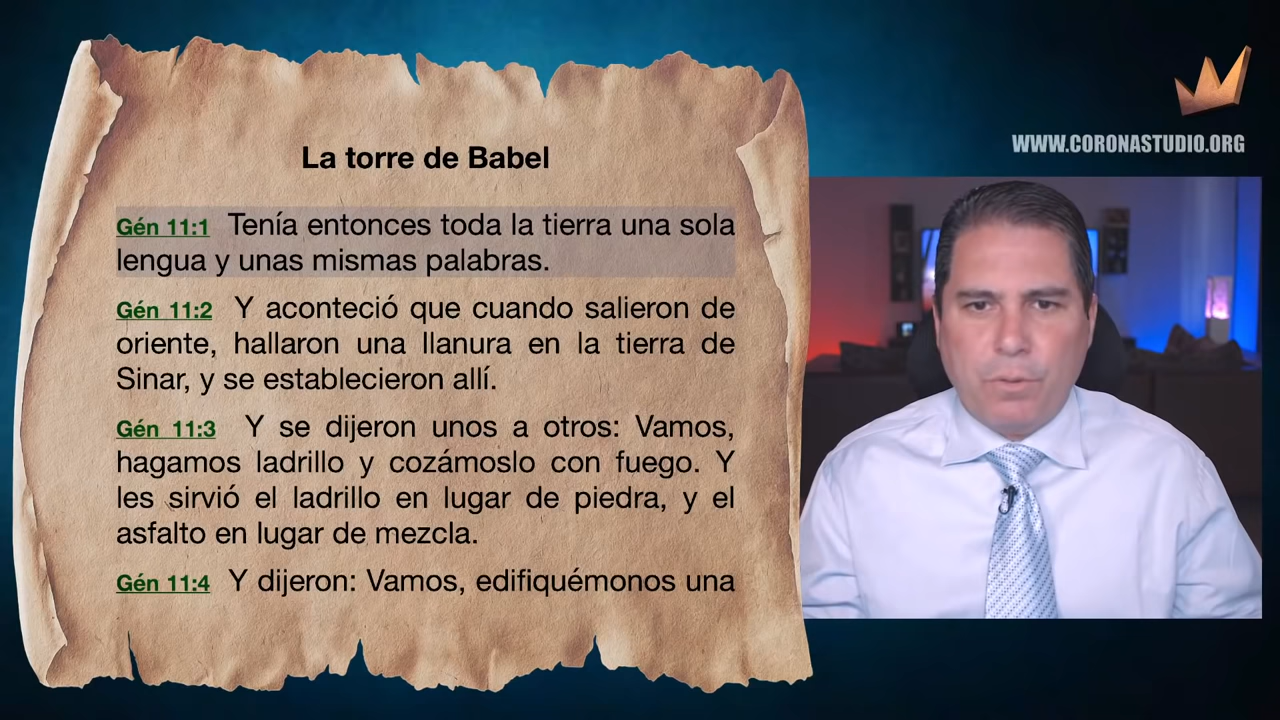 La torre de Babel
Gén 11:1 Tenía entonces toda la tierra una sola
lengua y unas mismas palabras.
Gén 11:2 Y aconteció que cuando salieron de
oriente, hallaron una llanura en la tierra de
Sinar, y se establecieron allí.
Gén 11:3 Y se dijeron unos a otros: Vamos,
hagamos ladrillo y cozámoslo con fuego. Y
les sirvió el ladrillo en lugar de piedra, y el
asfalto en lugar de mezcla.
Gén 11:4 Y dijeron: Vamos, edifiquémonos una
WWW.CORONASTUDIO.ORG